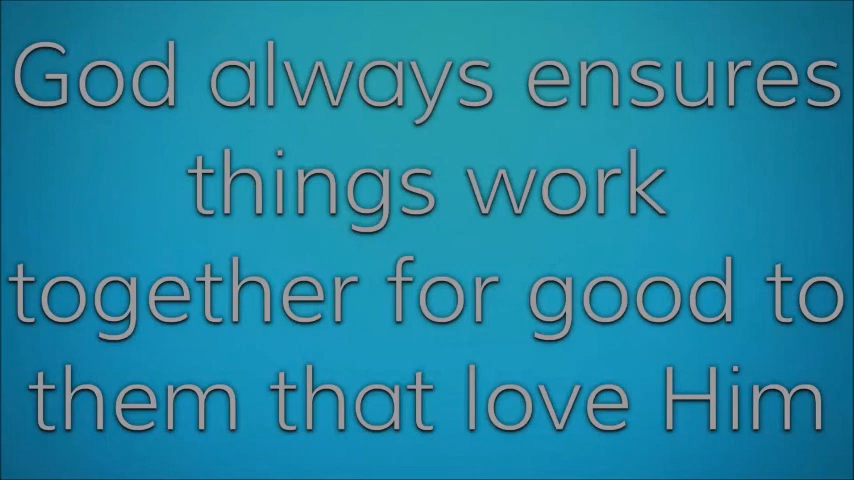 God always ensures
things work
together for good to
them that love Him